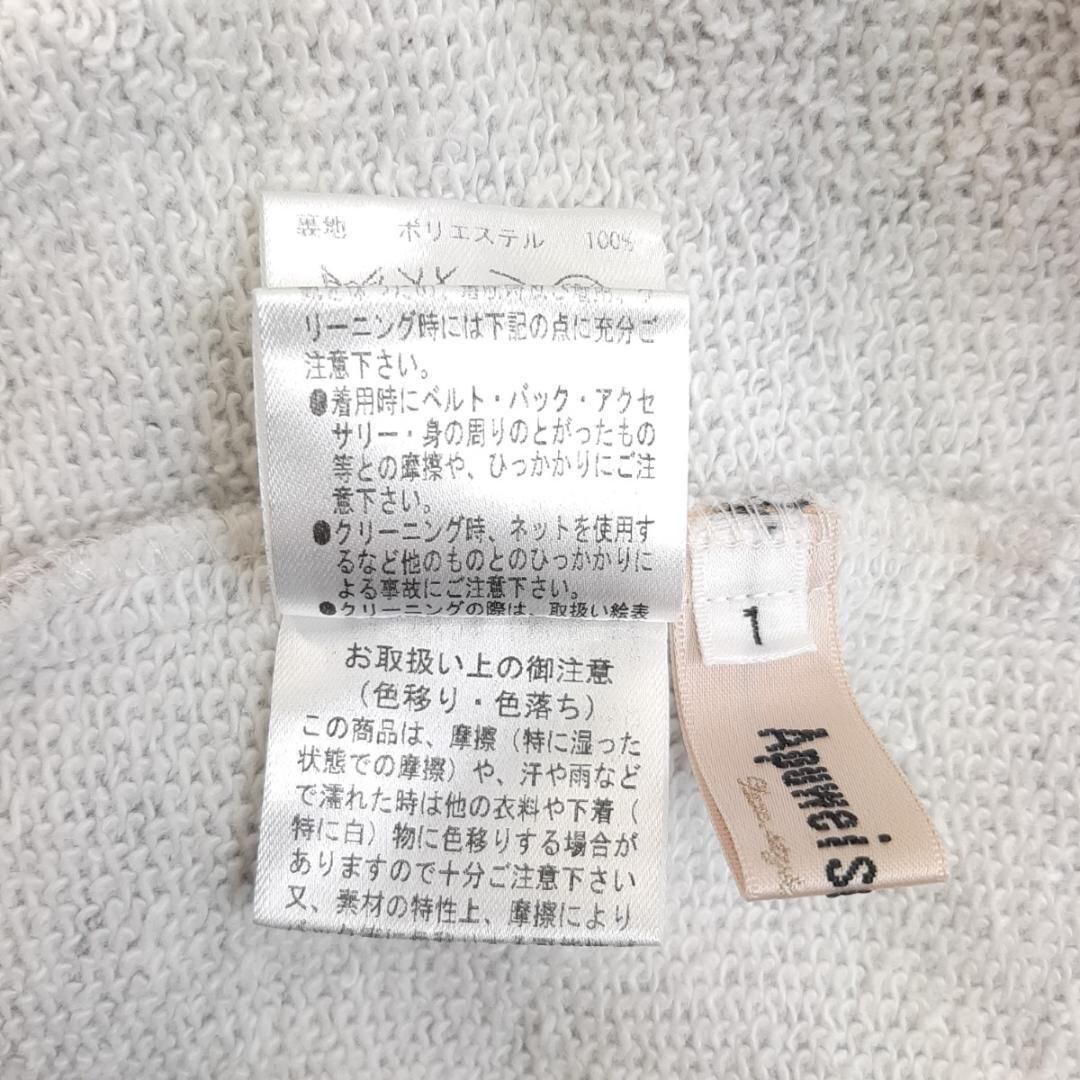 裏地 ポリエステル 100%
リーニング時には下記の点に充分ご
注意下さい。
●着用時にベルト・バック・アクセ
サリー・身の周りのとがったもの
等との摩擦や、ひっかかりにご注
意下さい。
●クリーニング時、ネットを使用す
るなど他のものとのひっかかりに
よる事故にご注意下さい。
●クリーニングの際は、取扱い絵表
お取扱い上の御注意
(色移り・色落ち)
この商品は、摩擦(特に湿った
状態での摩擦)や、汗や雨など
で濡れた時は他の衣料や下着(
特に白)物に色移りする場合が
ありますので十分ご注意下さい
又、素材の特性上、摩擦により
1
Apuwei